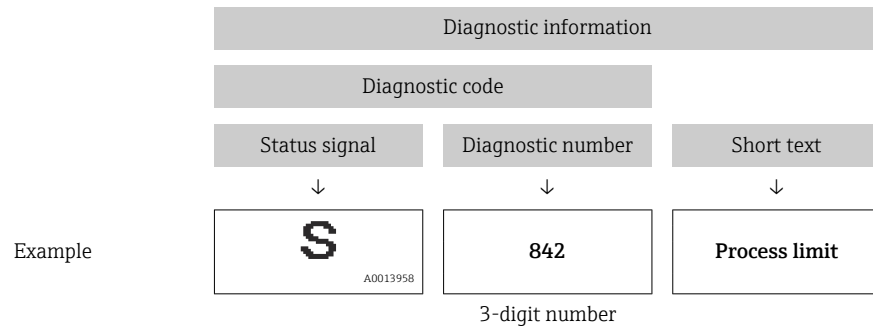 Diagnostic information
Diagnostic code
Status signal Diagnostic number Short text
↓ ↓ ↓
Example S 842 Process limit
A0013958
3-digit number